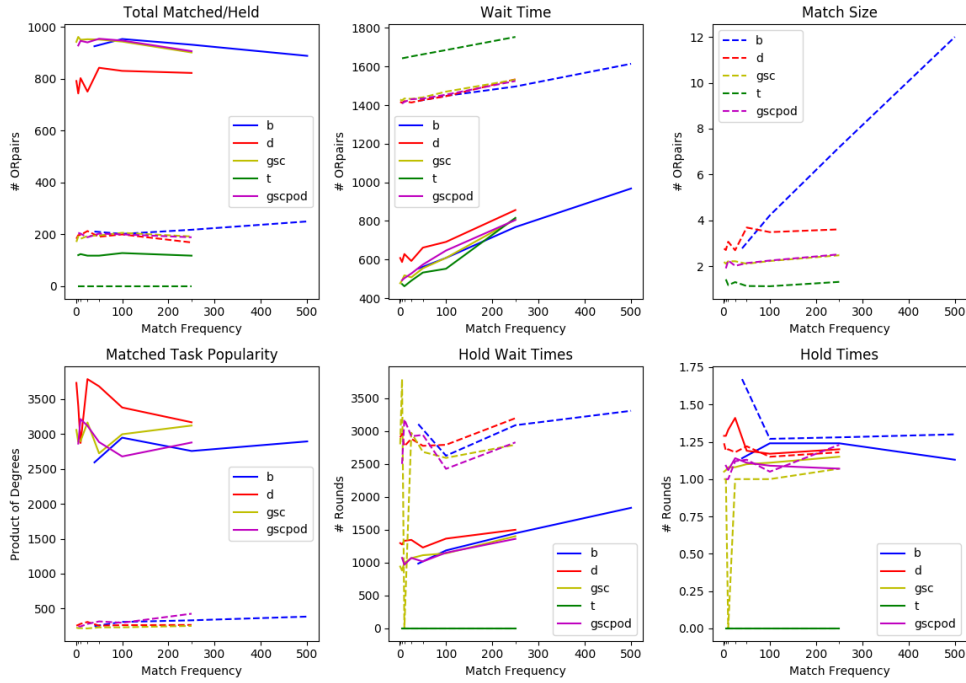 Total Matched/Held
1000
800
600
400
200
0
# ORpairs
b
d
gsc
t
gscpod
0
100
200
300
400
500
Match Frequency
Wait Time
1800
1600
1400
1200
1000
800
600
400
# ORpairs
b
d
gsc
t
gscpod
0
100
200
300
400
500
Match Frequency
Match Size
12
10
8
6
4
2
# ORpairs
b
d
gsc
t
gscpod
0
100
200
300
400
500
Match Frequency
Matched Task Popularity
3500
3000
2500
2000
1500
1000
500
Product of Degrees
b
d
gsc
gscpod
0
100
200
300
400
500
Match Frequency
Hold Wait Times
3500
3000
2500
2000
1500
1000
500
0
# Rounds
b
d
gsc
t
gscpod
0
100
200
300
400
500
Match Frequency
Hold Times
1.75
1.50
1.25
1.00
0.75
0.50
0.25
0.00
# Rounds
b
d
gsc
t
gscpod
0
100
200
300
400
500
Match Frequency